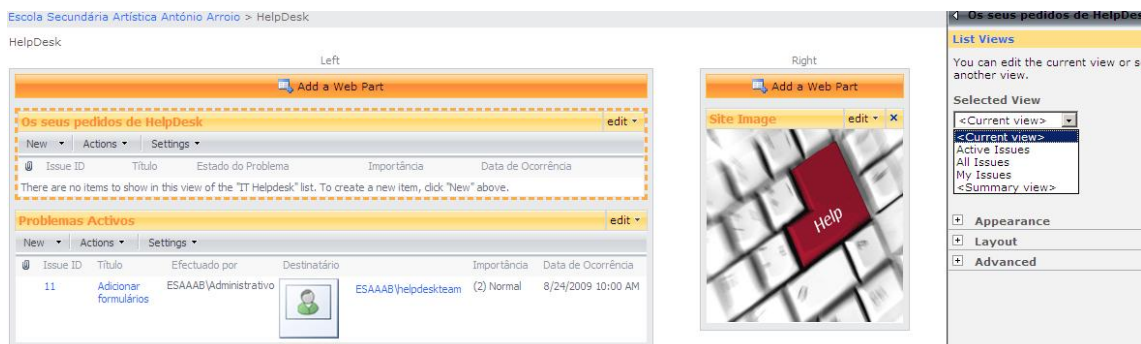 Escola Secundária Artística António Arroio > HelpDesk
HelpDesk
Left
Add a Web Part
Os seus pedidos de HelpDesk
edit
New Actions Settings
Issue ID Título Estado do Problema Importância Data de Ocorrência
There are no items to show in this view of the "IT Helpdesk" list. To create a new item, click "New" above.
Problemas Activos
edit
New Actions Settings
Issue ID Título Efectuado por Destinatário Importância Data de Ocorrência
11 Adicionar formulários ESAAAB\Administrativo ESAAAB\helpdeskteam (2) Normal 8/24/2009 10:00 AM
Right
Add a Web Part
Site Image
edit
Help
Os seus pedidos de HelpDes
List Views
You can edit the current view or s
another view.
Selected View
<Current view>
<Current view>
Active Issues
All Issues
My Issues
<Summary view>
Appearance
Layout
Advanced